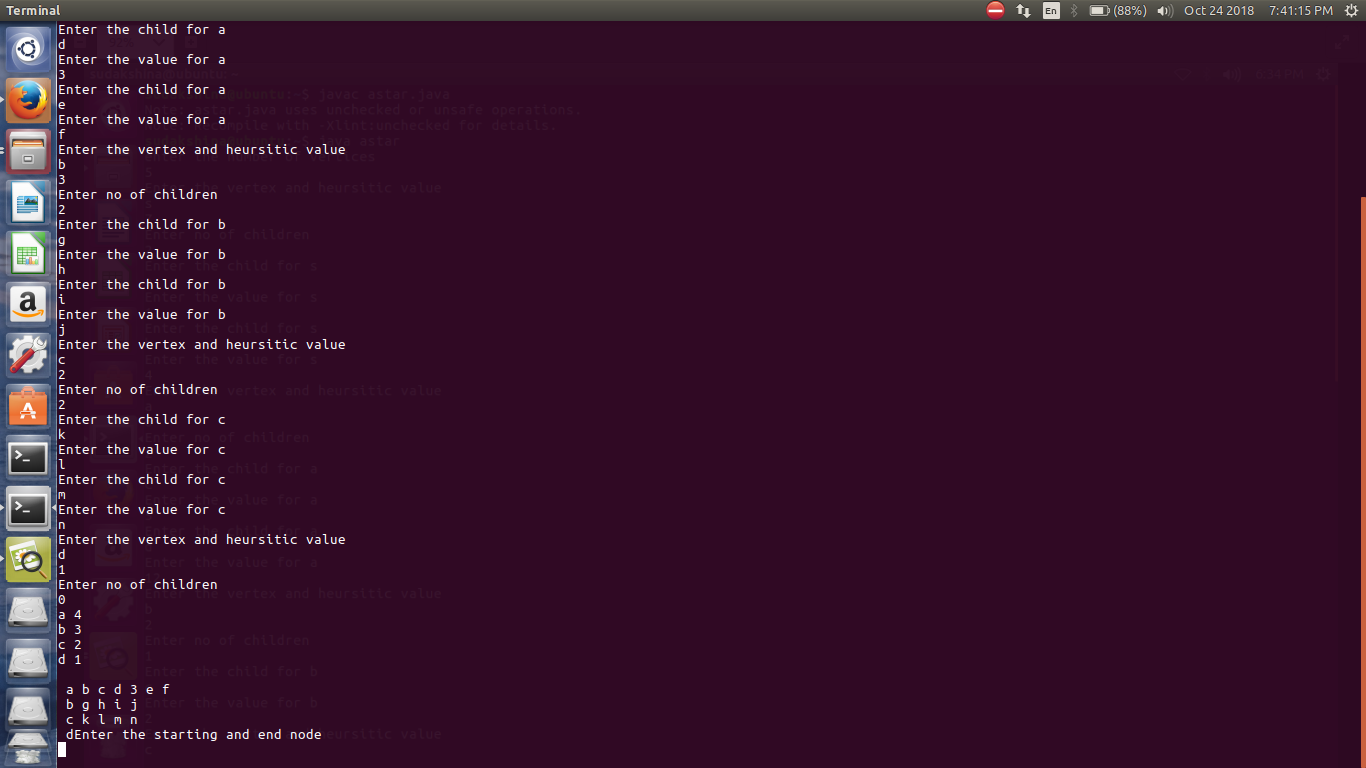 Terminal
En (88%) Oct 24 2018 7:41:15 PM
Enter the child for a
d
Enter the value for a
3
Enter the child for a
e
Enter the value for a
f
Enter the vertex and heursitic value
b
3
Enter no of children
2
Enter the child for b
g
Enter the value for b
h
Enter the child for b
i
Enter the value for b
j
Enter the vertex and heursitic value
c
2
Enter no of children
2
Enter the child for c
k
Enter the value for c
l
Enter the child for c
m
Enter the value for c
n
Enter the vertex and heursitic value
d
1
Enter no of children
0
a 4
b 3
c 2
d 1
a b c d 3 e f
b g h i j
c k l m n
dEnter the starting and end node